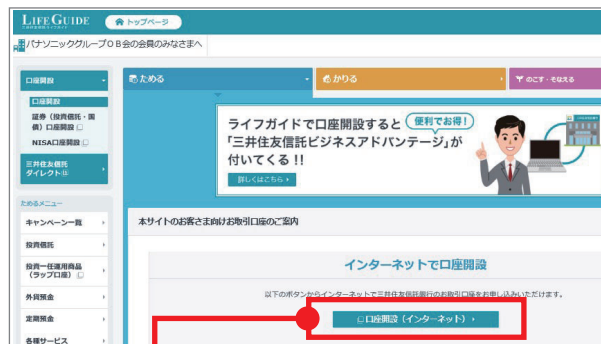 LIFE GUIDE
トップページ
パナソニックグループＯＢ会の会員のみなさまへ
口座開設
口座開設
証券（投資信託・国
債）口座開設
NISA口座開設
三井住友信託
ダイレクト
ためるメニュー
キャンペーン一覧
投資信託
投資一任運用商品
（ラップ口座）
外貨預金
定期預金
各種サービス
ためる
かりる
のこす・そなえる
ライフガイドで口座開設すると
便利でお得！
「三井住友信託ビジネスアドバンテージ」が
付いてくる !!
詳しくはこちら
本サイトのお客さま向けお取引口座のご案内
インターネットで口座開設
以下のボタンからインターネットで三井住友信託銀行のお取引口座をお申し込みいただけます。
口座開設（インターネット）